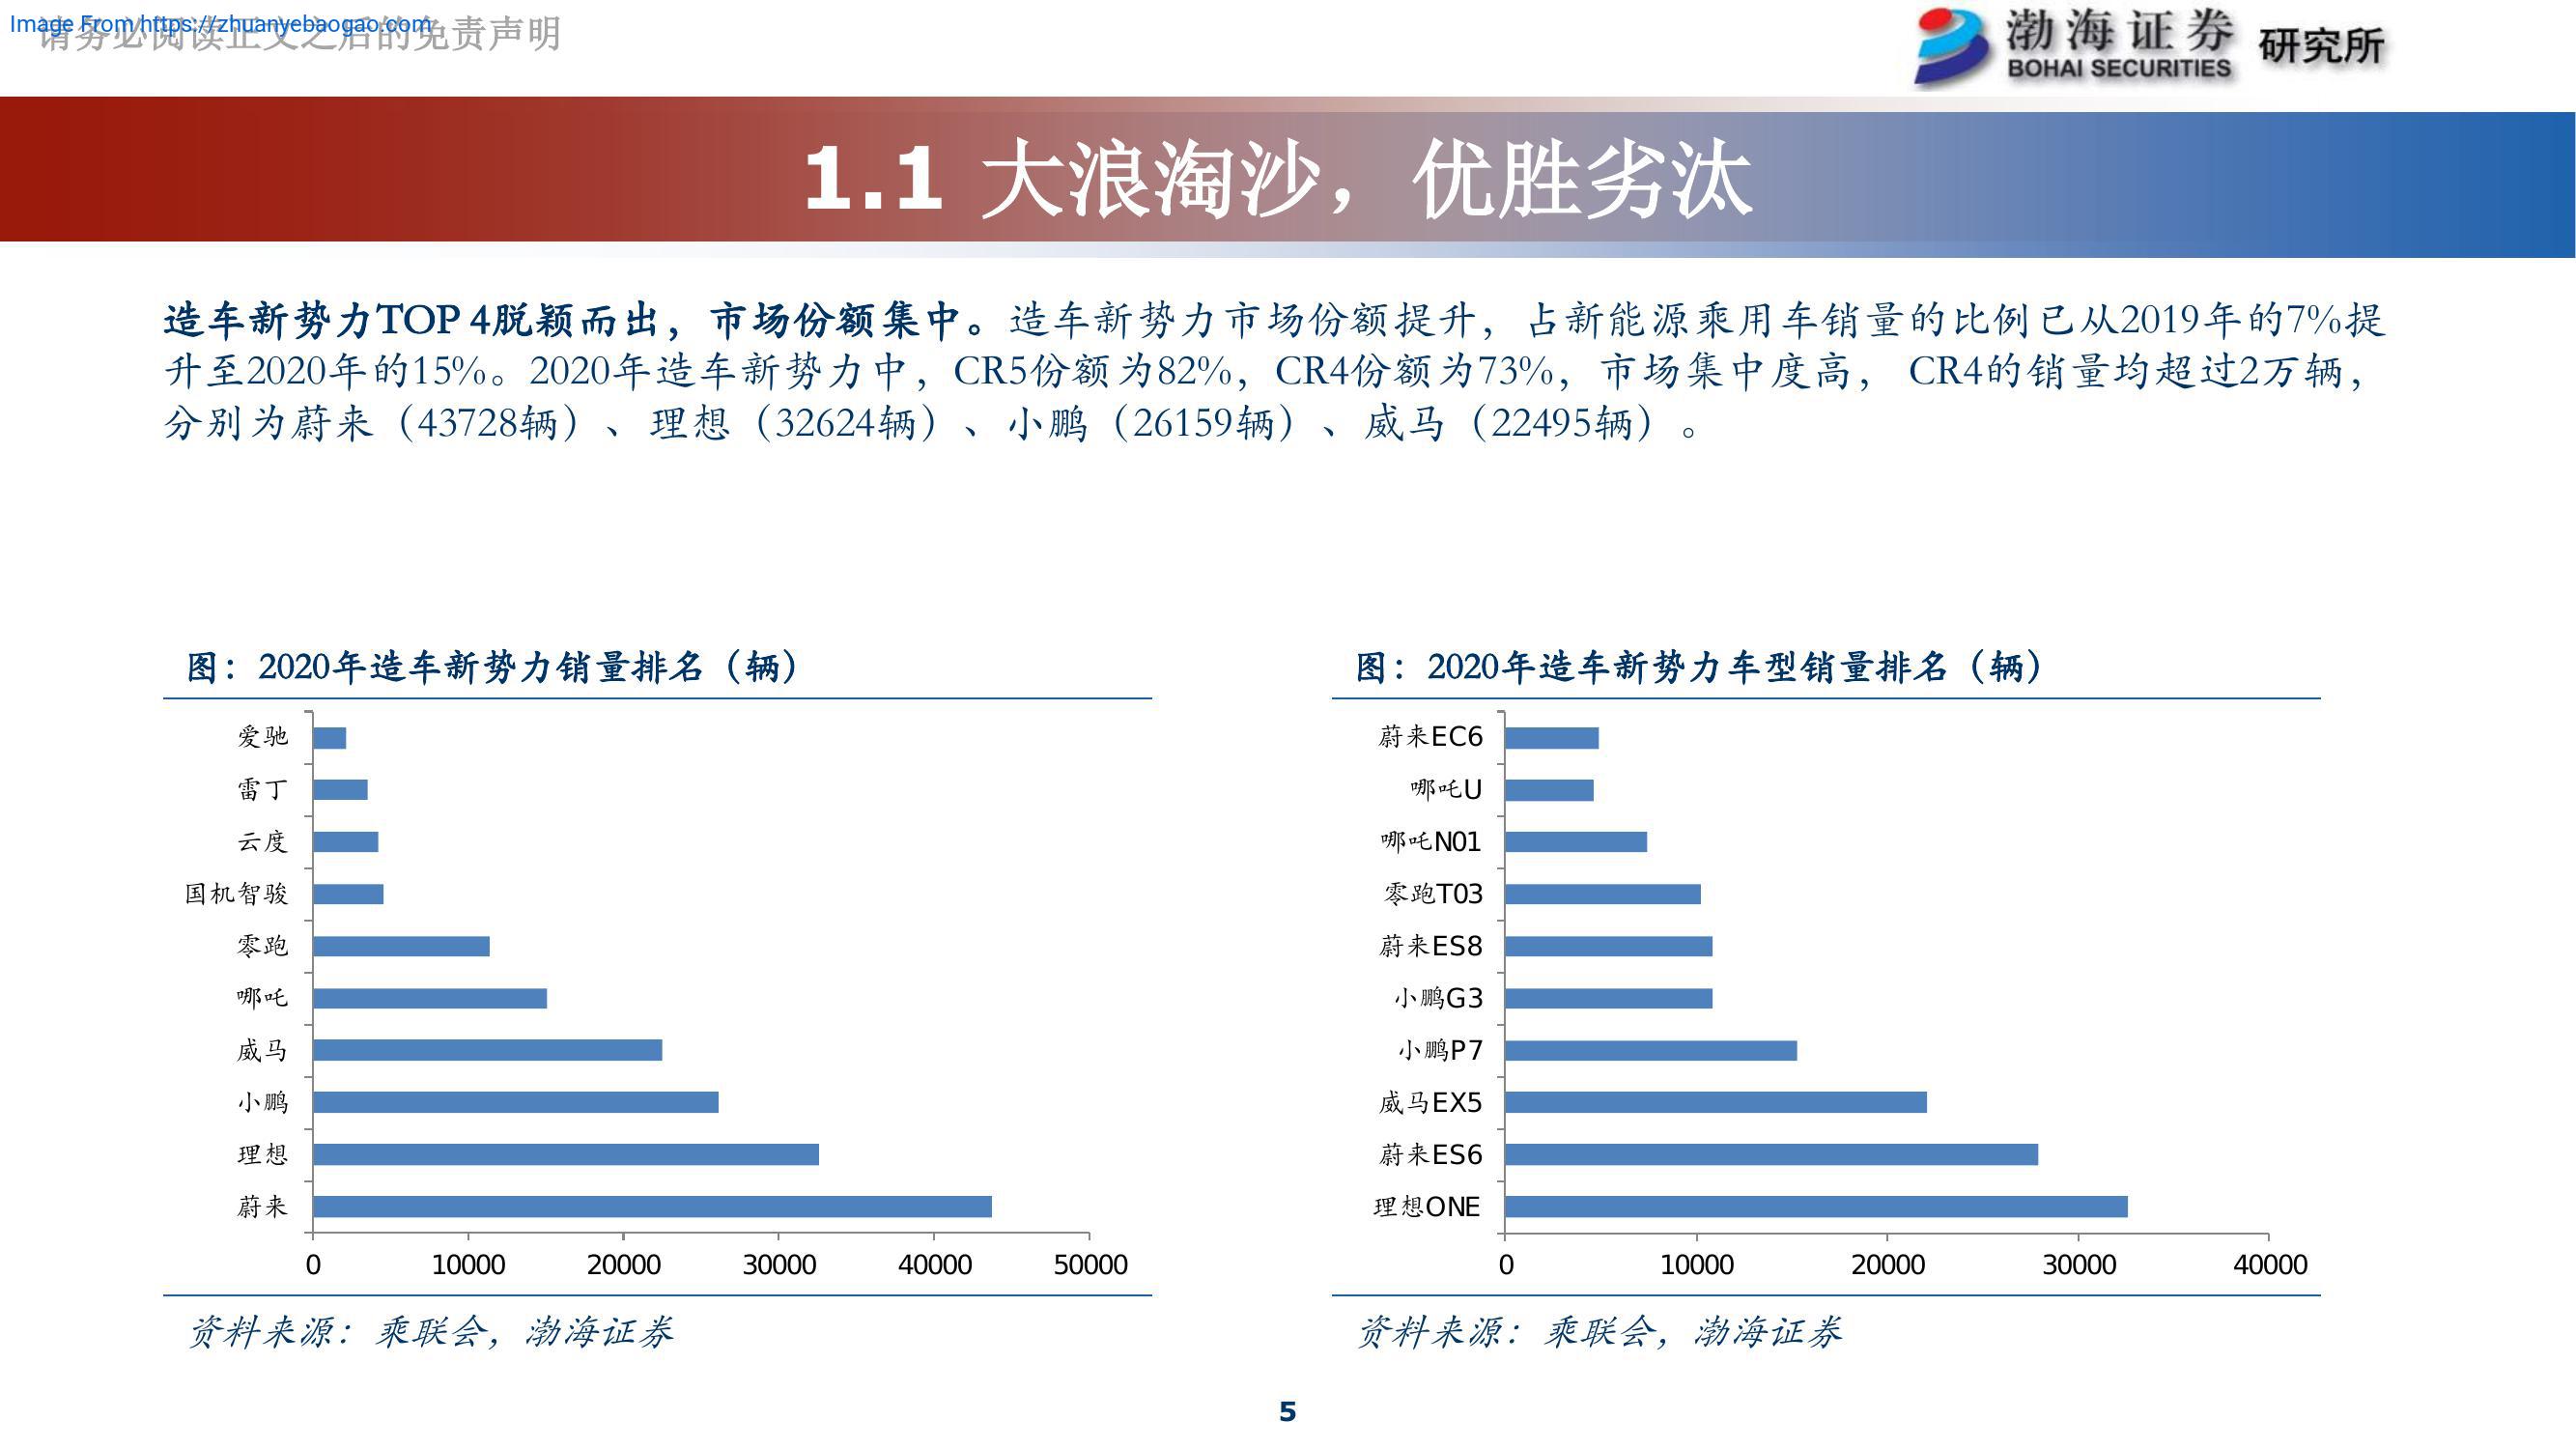 Image From https://zhuanyebaogao.com
请务必阅读正文之后的免责声明
渤海证券
BOHAI SECURITIES
研究所
1.1 大浪淘沙，优胜劣汰
造车新势力TOP 4脱颖而出，市场份额集中。造车新势力市场份额提升，占新能源乘用车销量的比例已从2019年的7%提
升至2020年的15%。2020年造车新势力中，CR5份额为82%，CR4份额为73%，市场集中度高， CR4的销量均超过2万辆，
分别为蔚来（43728辆）、理想（32624辆）、小鹏（26159辆）、威马（22495辆）。
图：2020年造车新势力销量排名（辆）
爱驰
雷丁
云度
国机智骏
零跑
哪吒
威马
小鹏
理想
蔚来
0 10000 20000 30000 40000 50000
资料来源：乘联会，渤海证券
图：2020年造车新势力车型销量排名（辆）
蔚来EC6
哪吒U
哪吒N01
零跑T03
蔚来ES8
小鹏G3
小鹏P7
威马EX5
蔚来ES6
理想ONE
0 10000 20000 30000 40000
资料来源：乘联会，渤海证券
5